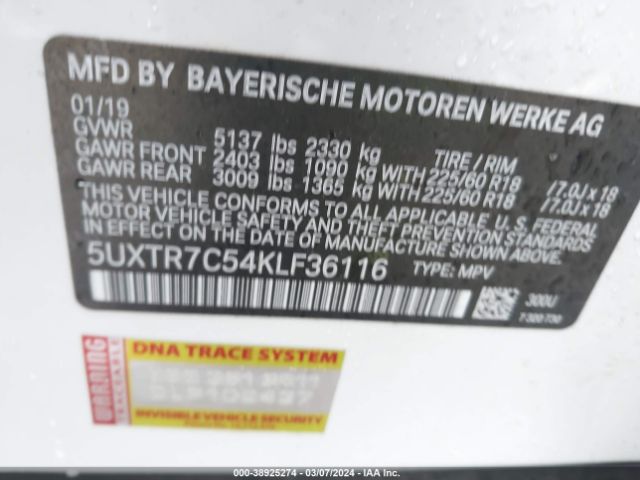 MFD BY BAYERISCHE MOTOREN WERKE AG
01/19
GVWR 5137 lbs 2330 kg TIRE / RIM
GAWR FRONT 2403 lbs 1090 kg WITH 225/60 R18 /7.0J x 18
GAWR REAR 3009 lbs 1365 kg WITH 225/60 R18 /7.0J x 18
THIS VEHICLE CONFORMS TO ALL APPLICABLE U. S. FEDERAL
MOTOR VEHICLE SAFETY AND THEFT PREVENTION STANDARDS
IN EFFECT ON THE DATE OF MANUFACTURE SHOWN ABOVE.
5UXTR7C54KLF36116 TYPE: MPV
300U
7320730
WARNING
TRACEABLE
DNA TRACE SYSTEM
INVISIBLE VEHICLE SECURITY
000-38925274 — 03/07/2024 — IAA Inc.